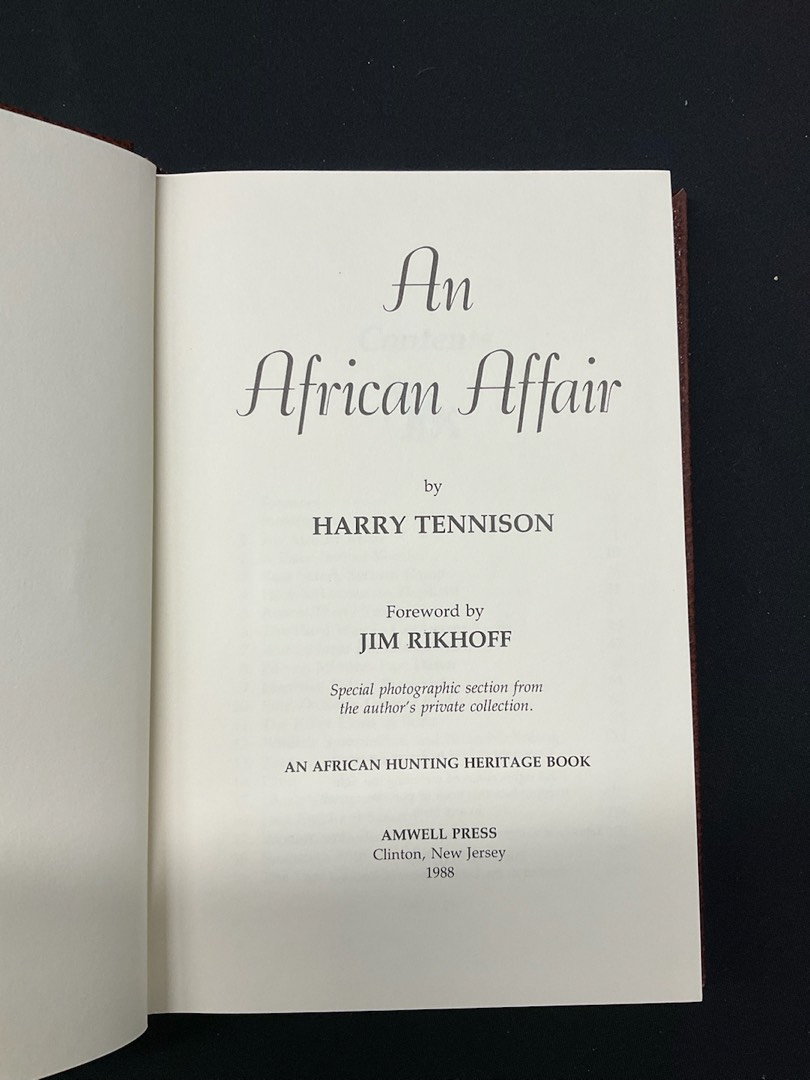 An
African Affair
by
HARRY TENNISON
Foreword by
JIM RIKHOFF
Special photographic section from
the author's private collection.
AN AFRICAN HUNTING HERITAGE BOOK
AMWELL PRESS
Clinton, New Jersey
1988